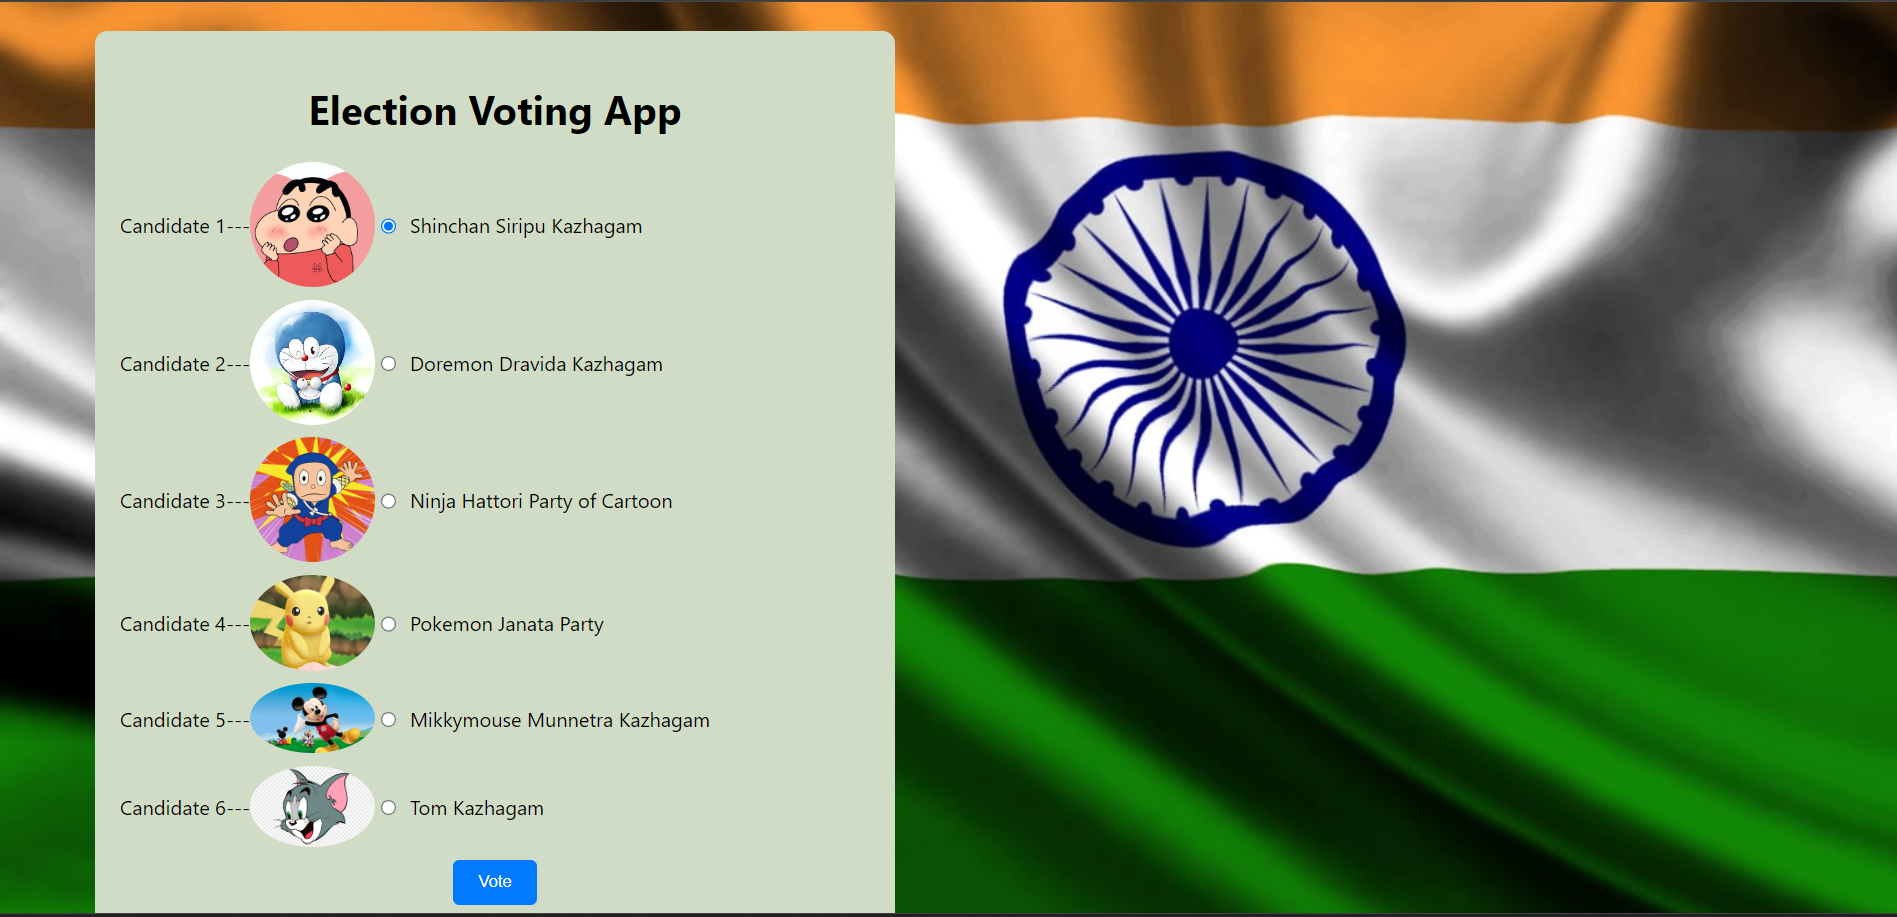 Election Voting App
Candidate 1--- Shinchan Siripu Kazhagam
Candidate 2--- Doremon Dravida Kazhagam
Candidate 3--- Ninja Hattori Party of Cartoon
Candidate 4--- Pokemon Janata Party
Candidate 5--- Mikkymouse Munnetra Kazhagam
Candidate 6--- Tom Kazhagam
Vote